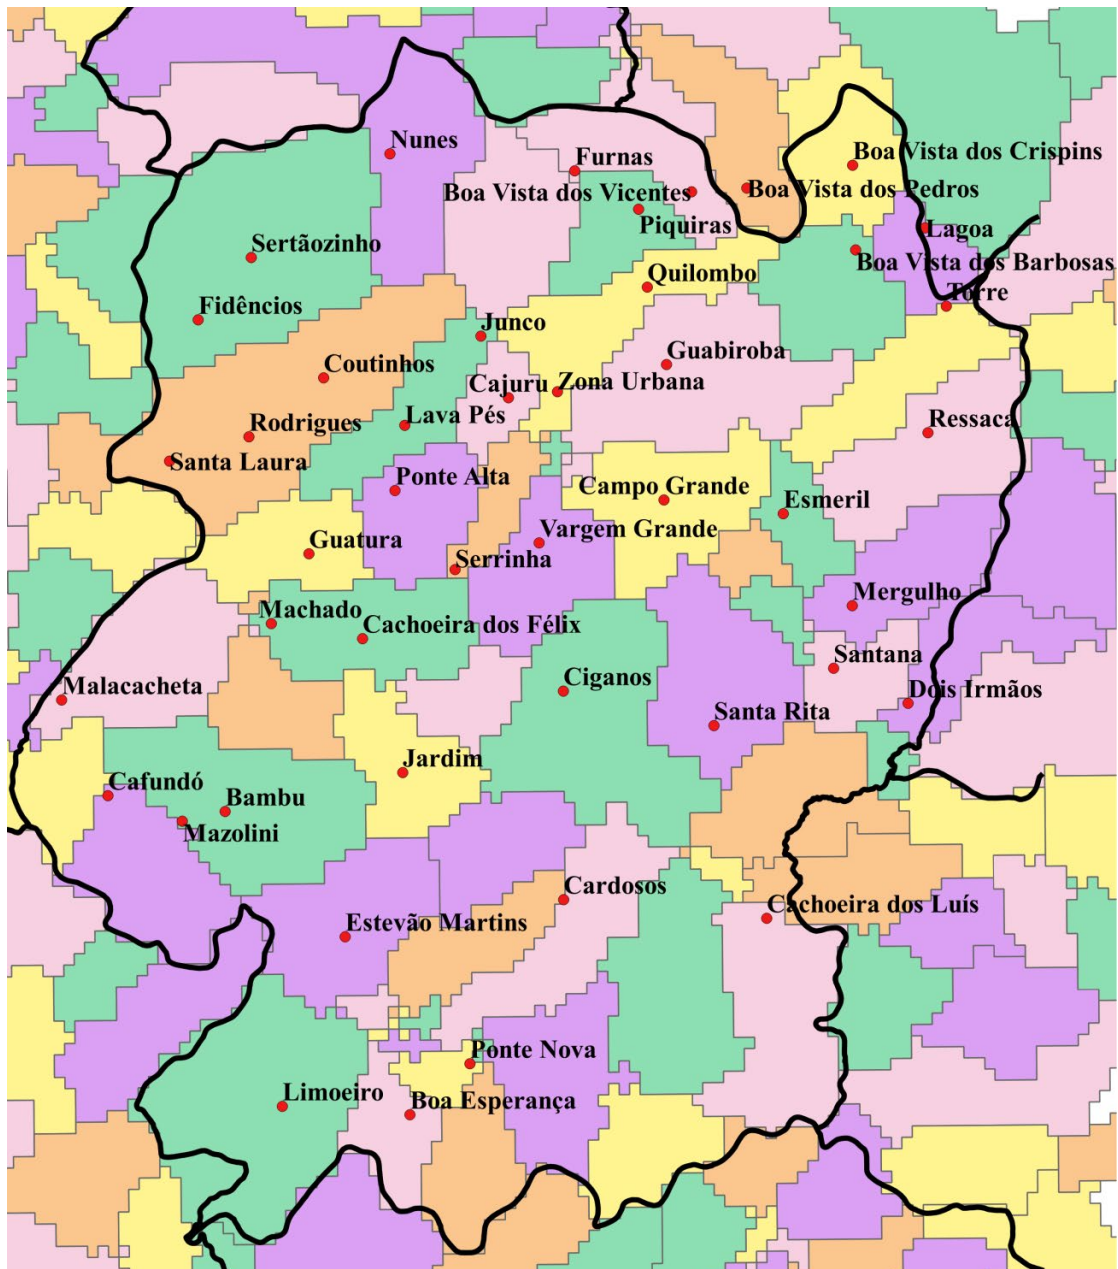 Nunes
Furnas
Boa Vista dos Crispins
Boa Vista dos Vicentes
Boa Vista dos Pedros
Piquiras
Lagoa
Sertãozinho
Boa Vista dos Barbosas
Quilombo
Torre
Fidêncios
Junco
Guabiroba
Coutinhos
Cajuru
Zona Urbana
Rodrigues
Lava Pés
Ressaca
Santa Laura
Ponte Alta
Campo Grande
Esmeril
Guatura
Vargem Grande
Serrinha
Mergulho
Machado
Cachoeira dos Félix
Santana
Malacacheta
Ciganos
Dois Irmãos
Santa Rita
Jardim
Cafundó
Bambu
Mazolini
Cardosos
Cachoeira dos Luís
Estevão Martins
Ponte Nova
Limoeiro
Boa Esperança